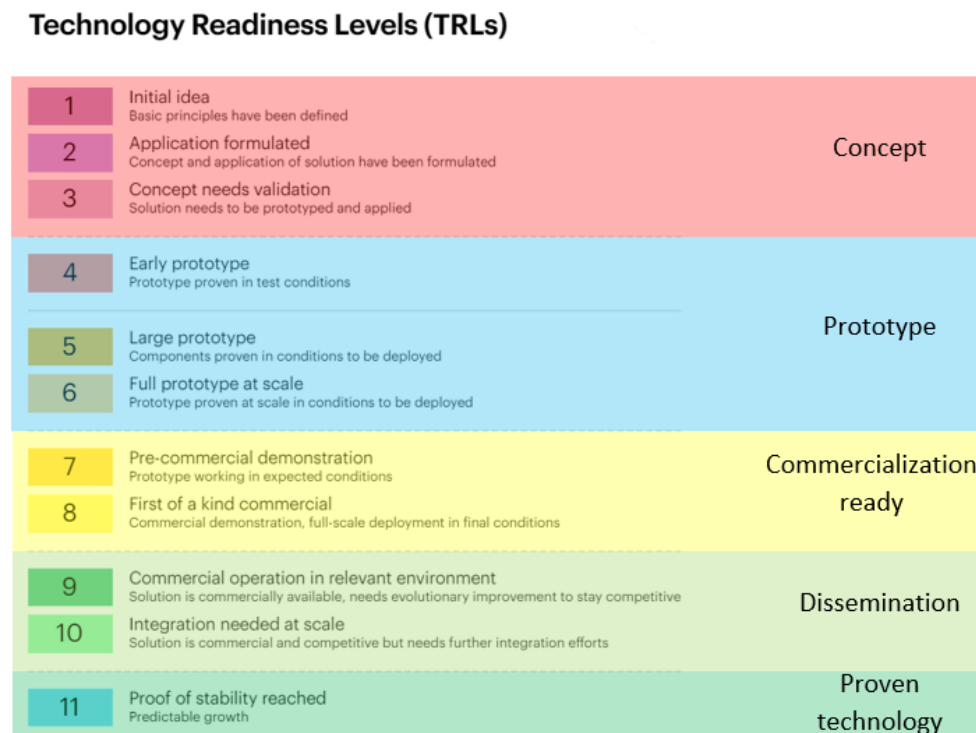 Technology Readiness Levels (TRLs)
1
Initial idea
Basic principles have been defined
2
Application formulated
Concept and application of solution have been formulated
3
Concept needs validation
Solution needs to be prototyped and applied
Concept
4
Early prototype
Prototype proven in test conditions
5
Large prototype
Components proven in conditions to be deployed
6
Full prototype at scale
Prototype proven at scale in conditions to be deployed
Prototype
7
Pre-commercial demonstration
Prototype working in expected conditions
8
First of a kind commercial
Commercial demonstration, full-scale deployment in final conditions
Commercialization
ready
9
Commercial operation in relevant environment
Solution is commercially available, needs evolutionary improvement to stay competitive
10
Integration needed at scale
Solution is commercial and competitive but needs further integration efforts
Dissemination
11
Proof of stability reached
Predictable growth
Proven
technology